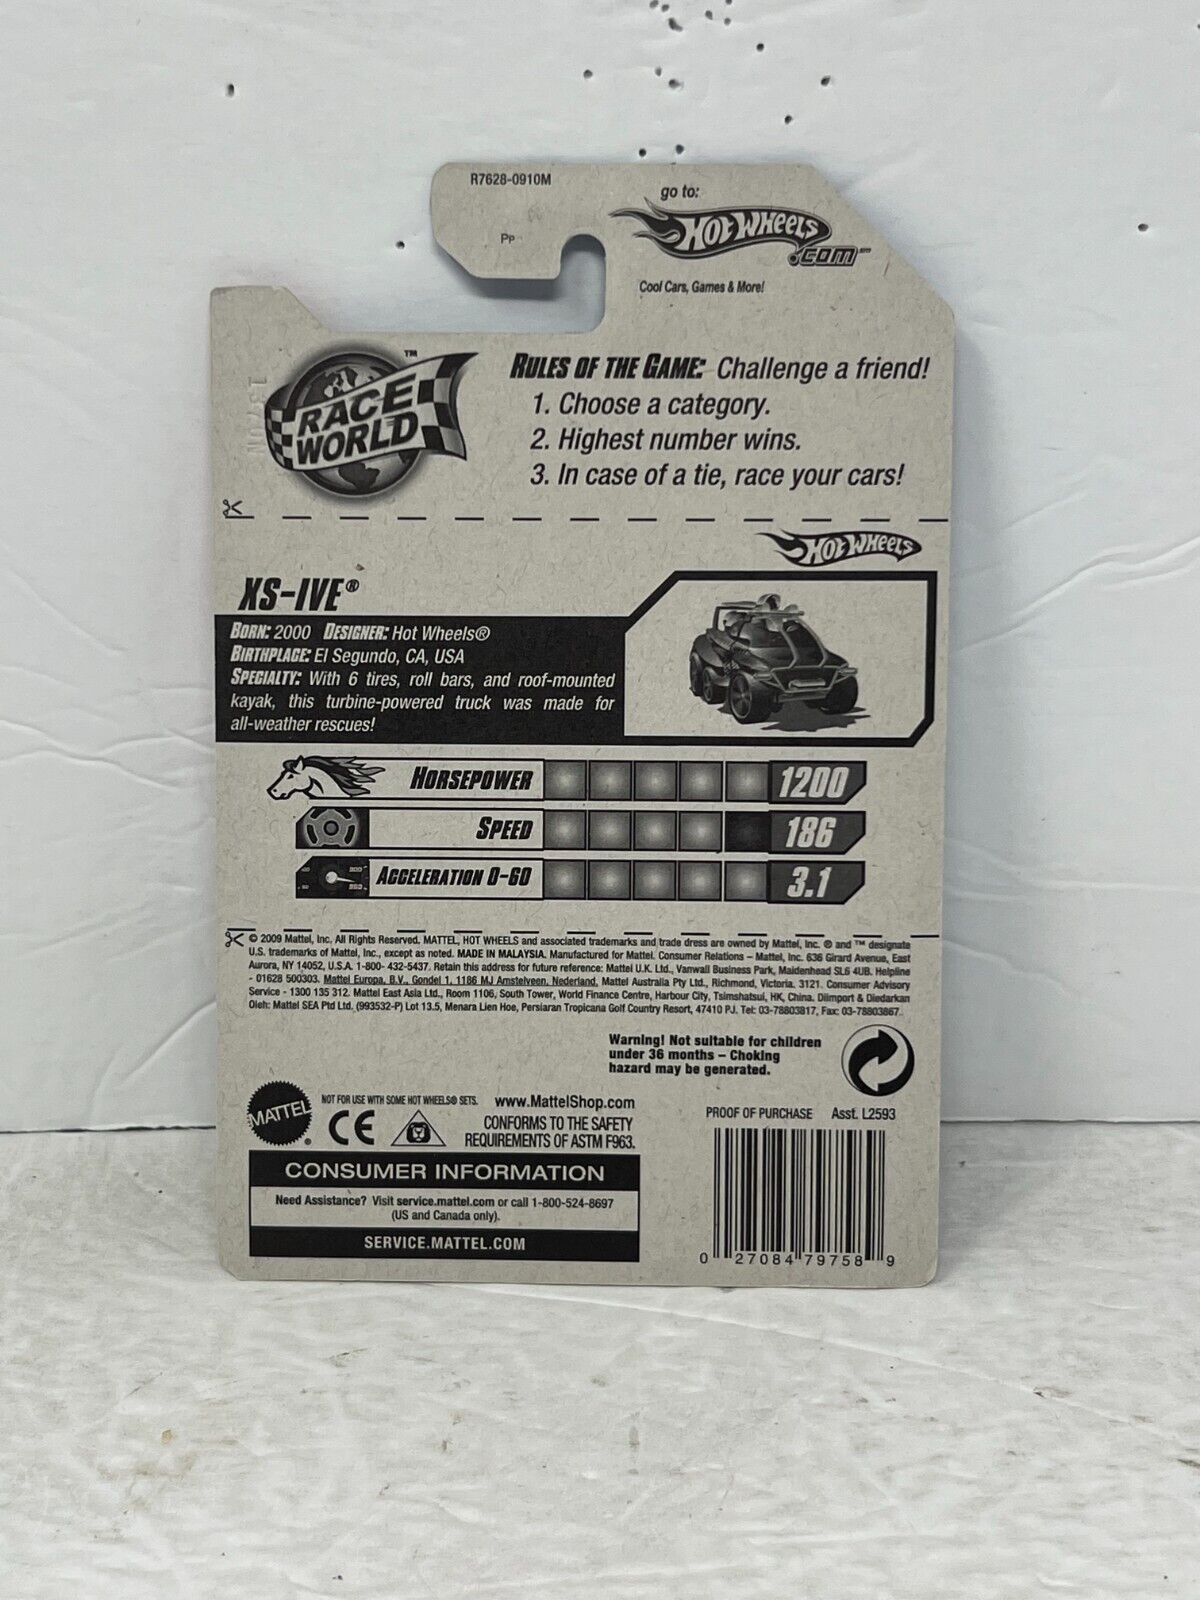 R7628-0910M
go to:
Pp
HOT WHEELS
.COM
Cool Cars, Games & More!
RACE WORLD™
RULES OF THE GAME: Challenge a friend!
1. Choose a category.
2. Highest number wins.
3. In case of a tie, race your cars!
HOT WHEELS
XS-IVE®
BORN: 2000 DESIGNER: Hot Wheels®
BIRTHPLACE: El Segundo, CA, USA
SPECIALTY: With 6 tires, roll bars, and roof-mounted
kayak, this turbine-powered truck was made for
all-weather rescues!
HORSEPOWER 1200
SPEED 186
ACCELERATION 0-60 3.1
© 2009 Mattel, Inc. All Rights Reserved. MATTEL, HOT WHEELS and associated trademarks and trade dress are owned by Mattel, Inc. ® and ™ designate
U.S. trademarks of Mattel, Inc., except as noted. MADE IN MALAYSIA. Manufactured for Mattel. Consumer Relations – Mattel, Inc. 636 Girard Avenue, East
Aurora, NY 14052, U.S.A. 1-800- 432-5437. Retain this address for future reference: Mattel U.K. Ltd., Vanwall Business Park, Maidenhead SL6 4UB. Helpline
- 01628 500303. Mattel Europa, B.V., Gondel 1, 1186 MJ Amstelveen, Nederland. Mattel Australia Pty Ltd., Richmond, Victoria. 3121. Consumer Advisory
Service - 1300 135 312. Mattel East Asia Ltd., Room 1106, South Tower, World Finance Centre, Harbour City, Tsimshatsui, HK, China. Diimport & Diedarkan
Oleh: Mattel SEA Ptd Ltd. (993532-P) Lot 13.5, Menara Lien Hoe, Persiaran Tropicana Golf Country Resort, 47410 PJ. Tel: 03-78803817, Fax: 03-78803867.
Warning! Not suitable for children
under 36 months – Choking
hazard may be generated.
MATTEL®
NOT FOR USE WITH SOME HOT WHEELS® SETS.
CE
www.MattelShop.com
CONFORMS TO THE SAFETY
REQUIREMENTS OF ASTM F963.
PROOF OF PURCHASE Asst. L2593
CONSUMER INFORMATION
Need Assistance? Visit service.mattel.com or call 1-800-524-8697
(US and Canada only).
SERVICE.MATTEL.COM
0 27084 79758 9